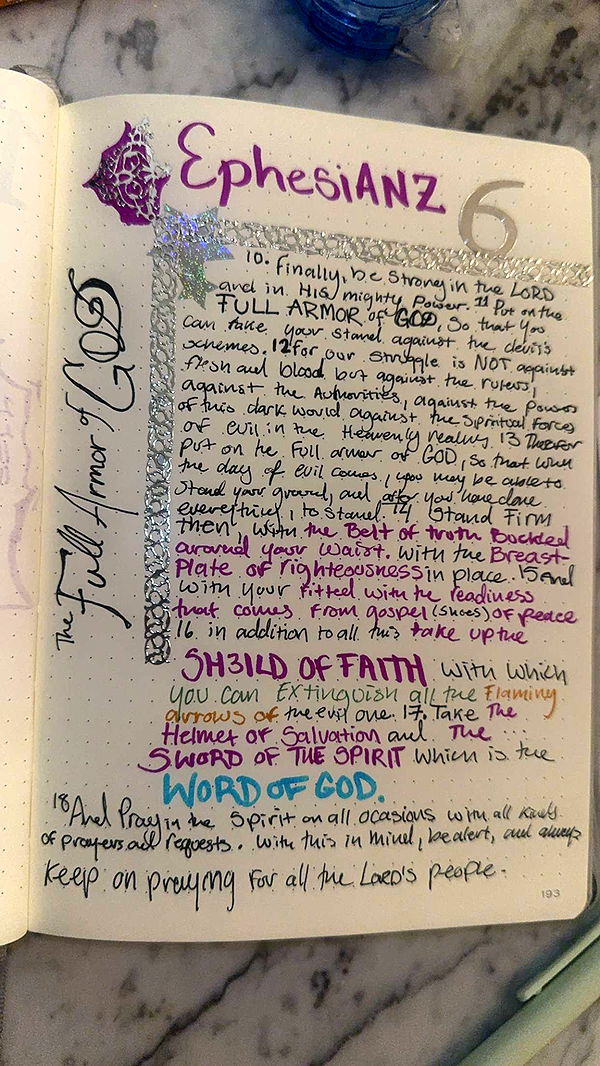 EphesiANZ 6
The Full Armor of GOD
10. Finally, be strong in the LORD
and in HIS mighty Power. 11 Put on the
FULL ARMOR of GOD, So that you
can take your stand against the devil's
schemes. 12 For our struggle is NOT against
flesh and blood but against the rulers,
against the Authorities, against the Powers
of this dark world against the Spiritual Forces
of evil in the Heavenly realms. 13 Therefor
Put on the Full armor of GOD, So that when
the day of evil comes, you may be able to
Stand your ground, and after you have done
everything, to Stand. 14 Stand Firm
then, with the Belt of truth Buckled
around your waist. with the Breast-
Plate of righteousness in place. 15 and
with your Fitted with the readiness
that comes from gospel (shoes) of peace
16. in addition to all this take up the
SH3ILD OF FAITH with which
you can EXtinguish all the Flaming
arrows of the evil one. 17. Take The
Helmet of Salvation and The
SWORD OF THE SPIRIT which is the
WORD OF GOD.
18 And Pray in the Spirit on all ocasions with all kinds
of prayers and requests. with this in mind, be alert, and always
Keep on praying For all the Lord's people.
193